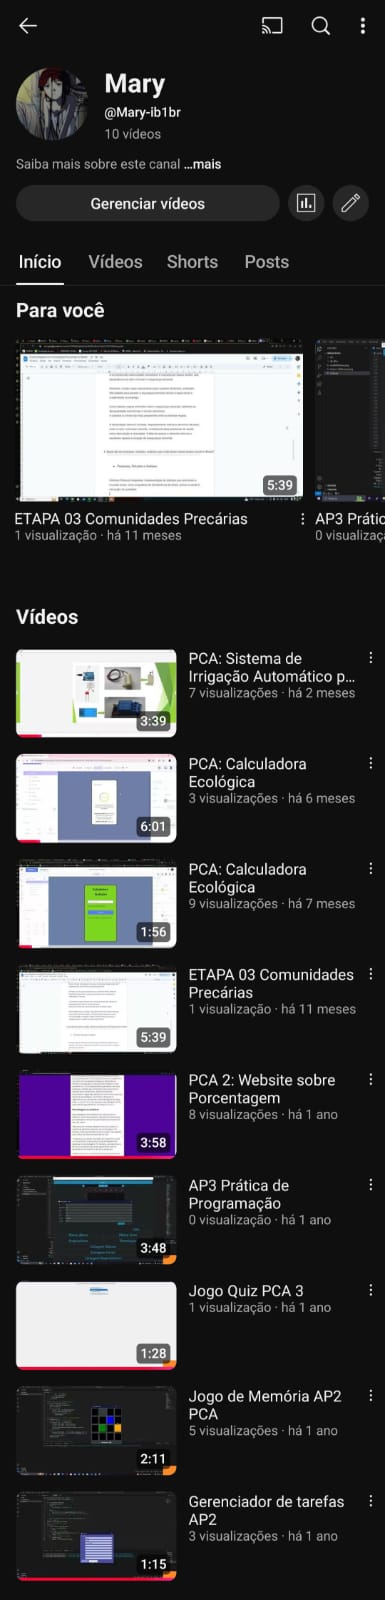 Mary
@Mary-ib1br
10 vídeos
Saiba mais sobre este canal ...mais
Gerenciar vídeos
Início Vídeos Shorts Posts
Para você
5:39
ETAPA 03 Comunidades Precárias
1 visualização · há 11 meses
AP3 Prátic
0 visualizaç
Vídeos
3:39
PCA: Sistema de
Irrigação Automático p...
7 visualizações · há 2 meses
6:01
PCA: Calculadora
Ecológica
3 visualizações · há 6 meses
1:56
PCA: Calculadora
Ecológica
9 visualizações · há 7 meses
5:39
ETAPA 03 Comunidades
Precárias
1 visualização · há 11 meses
3:58
PCA 2: Website sobre
Porcentagem
8 visualizações · há 1 ano
3:48
AP3 Prática de
Programação
0 visualização · há 1 ano
1:28
Jogo Quiz PCA 3
1 visualização · há 1 ano
2:11
Jogo de Memória AP2
PCA
5 visualizações · há 1 ano
1:15
Gerenciador de tarefas
AP2
3 visualizações · há 1 ano